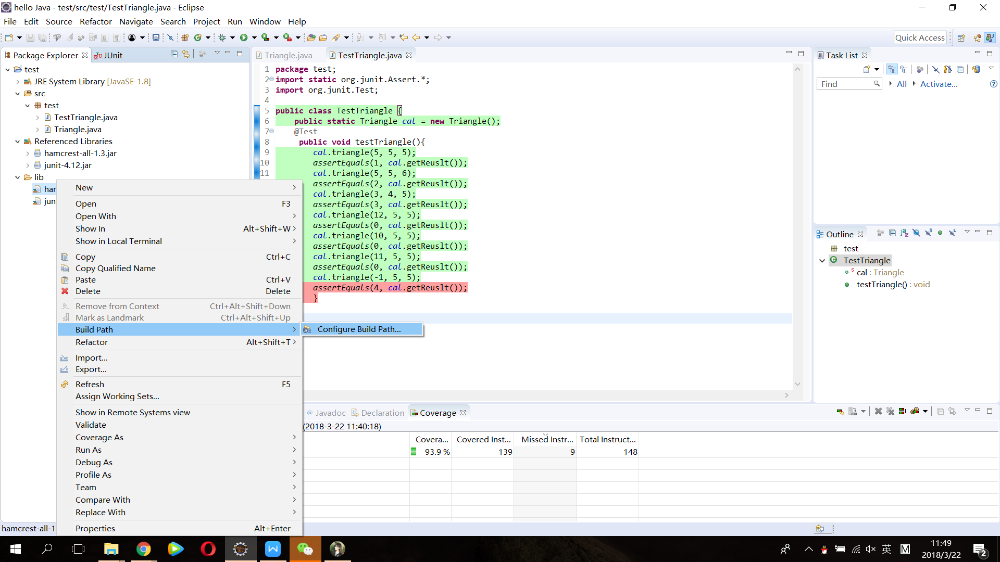 hello Java - test/src/test/TestTriangle.java - Eclipse
File Edit Source Refactor Navigate Search Project Run Window Help
Quick Access
Package Explorer
JUnit
test
JRE System Library [JavaSE-1.8]
src
test
TestTriangle.java
Triangle.java
Referenced Libraries
hamcrest-all-1.3.jar
junit-4.12.jar
lib
har
jun
New
Open F3
Open With
Show In Alt+Shift+W
Show in Local Terminal
Copy Ctrl+C
Copy Qualified Name
Paste Ctrl+V
Delete Delete
Remove from Context Ctrl+Alt+Shift+Down
Mark as Landmark Ctrl+Alt+Shift+Up
Build Path
Configure Build Path...
Refactor Alt+Shift+T
Import...
Export...
Refresh F5
Assign Working Sets...
Show in Remote Systems view
Validate
Coverage As
Run As
Debug As
Profile As
Team
Compare With
Replace With
Properties Alt+Enter
hamcrest-all-1
Triangle.java
TestTriangle.java
1 package test;
2 import static org.junit.Assert.*;
3 import org.junit.Test;
4
5 public class TestTriangle {
6 public static Triangle cal = new Triangle();
7 @Test
8 public void testTriangle(){
9 cal.triangle(5, 5, 5);
10 assertEquals(1, cal.getReuslt());
11 cal.triangle(5, 5, 6);
assertEquals(2, cal.getReuslt());
cal.triangle(3, 4, 5);
assertEquals(3, cal.getReuslt());
cal.triangle(12, 5, 5);
assertEquals(0, cal.getReuslt());
cal.triangle(10, 5, 5);
assertEquals(0, cal.getReuslt());
cal.triangle(11, 5, 5);
assertEquals(0, cal.getReuslt());
cal.triangle(-1, 5, 5);
assertEquals(4, cal.getReuslt());
}
Task List
Find
All
Activate...
Outline
test
TestTriangle
cal : Triangle
testTriangle() : void
@ Javadoc
Declaration
Coverage
(2018-3-22 11:40:18)
Covera... Covered Inst... Missed Instr... Total Instruct...
93.9 % 139 9 148
英
M
11:49
2018/3/22
2